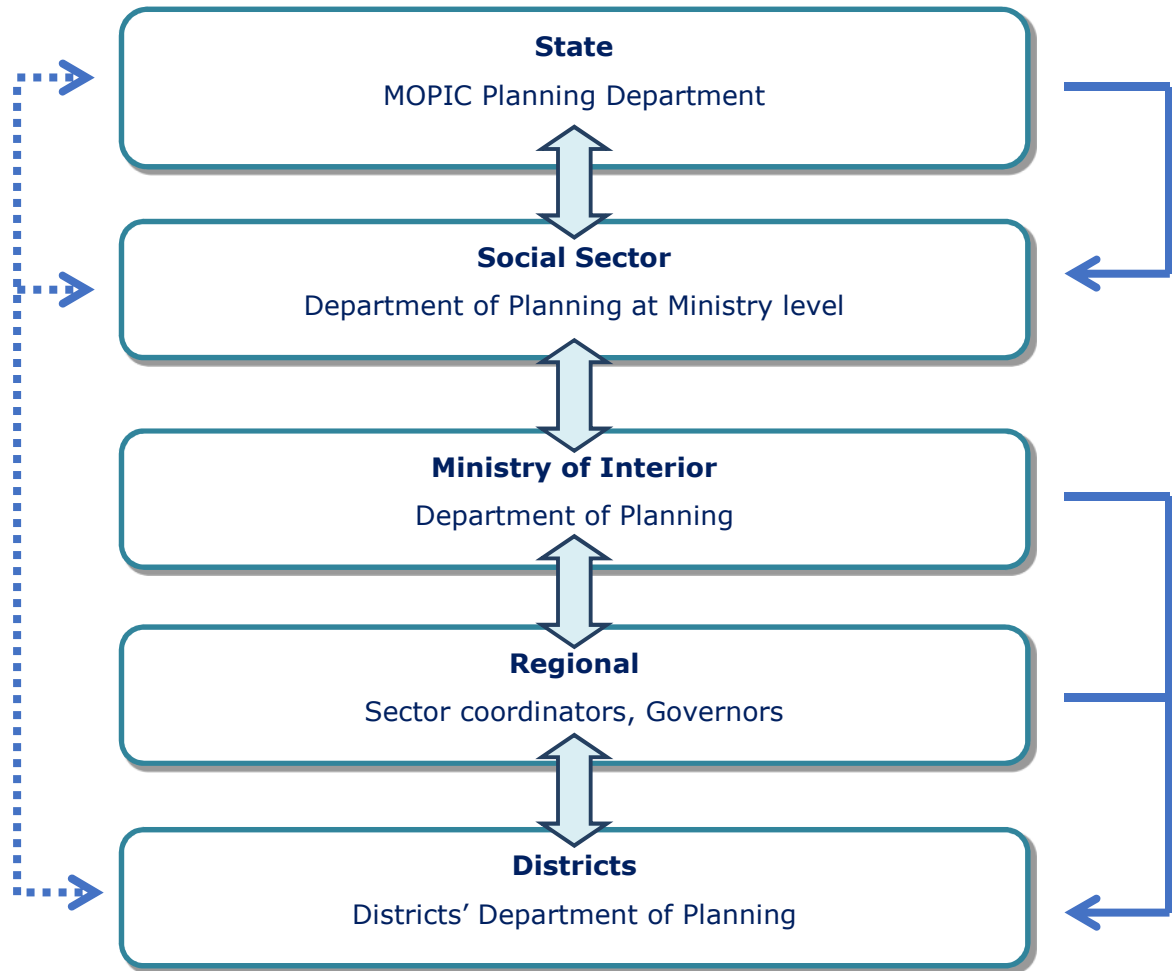 State
MOPIC Planning Department
Social Sector
Department of Planning at Ministry level
Ministry of Interior
Department of Planning
Regional
Sector coordinators, Governors
Districts
Districts’ Department of Planning